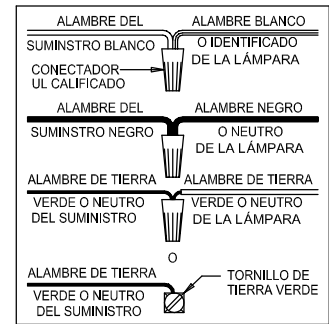 ALAMBRE DEL ALAMBRE BLANCO
SUMINSTRO BLANCO O IDENTIFICADO
DE LA LÁMPARA
CONECTADOR
UL CALIFICADO
ALAMBRE DEL ALAMBRE NEGRO
SUMINSTRO NEGRO O NEUTRO
DE LA LÁMPARA
ALAMBRE DE TIERRA ALAMBRE DE TIERRA
VERDE O NEUTRO VERDE O NEUTRO
DEL SUMINISTRO DE LA LÁMPARA
O
ALAMBRE DE TIERRA TORNILLO DE
TIERRA VERDE
VERDE O NEUTRO
DEL SUMINISTRO